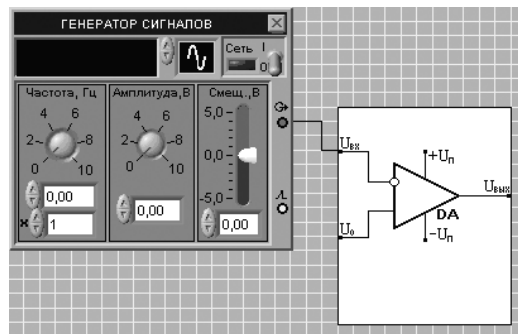 ГЕНЕРАТОР СИГНАЛОВ
Сеть I
0
Частота, Гц
Амплитуда, В
Смещ., В
4 6
2 8
0 10
0,00
× 1
4 6
2 8
0 10
0,00
5,0
0,0
-5,0
0,00
Uвх
+Uп
Uвых
DA
U₀
-Uп